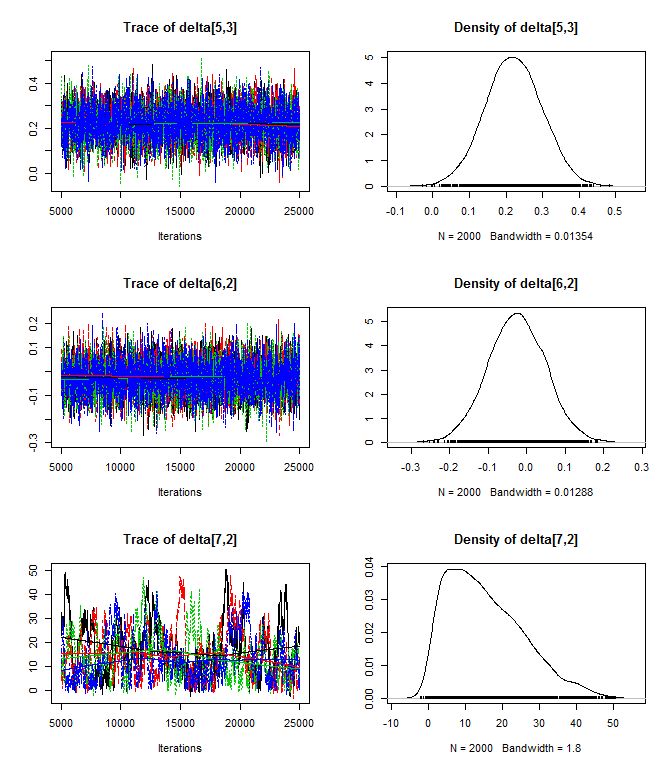 Trace of delta[5,3]
0.0 0.2 0.4
5000 10000 15000 20000 25000
Iterations
Density of delta[5,3]
0 1 2 3 4 5
-0.1 0.0 0.1 0.2 0.3 0.4 0.5
N = 2000 Bandwidth = 0.01354
Trace of delta[6,2]
-0.3 -0.1 0.1 0.2
5000 10000 15000 20000 25000
Iterations
Density of delta[6,2]
0 1 2 3 4 5
-0.3 -0.2 -0.1 0.0 0.1 0.2 0.3
N = 2000 Bandwidth = 0.01288
Trace of delta[7,2]
0 10 20 30 40 50
5000 10000 15000 20000 25000
Iterations
Density of delta[7,2]
0.00 0.01 0.02 0.03 0.04
-10 0 10 20 30 40 50
N = 2000 Bandwidth = 1.8